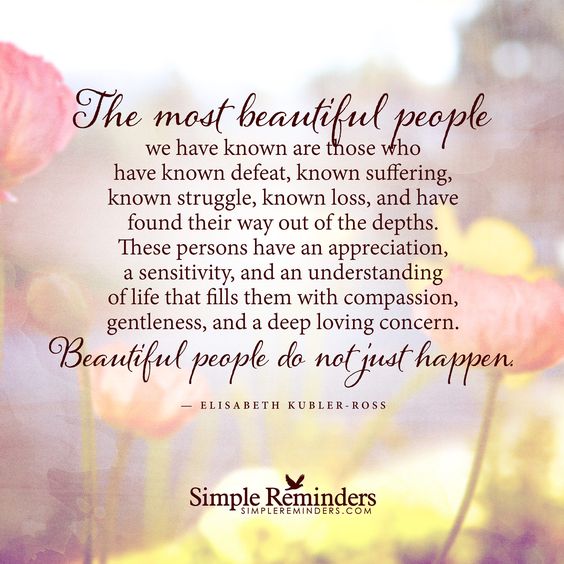 The most beautiful people
we have known are those who
have known defeat, known suffering,
known struggle, known loss, and have
found their way out of the depths.
These persons have an appreciation,
a sensitivity, and an understanding
of life that fills them with compassion,
gentleness, and a deep loving concern.
Beautiful people do not just happen.
— ELISABETH KUBLER-ROSS
Simple Reminders
SIMPLEREMINDERS.COM